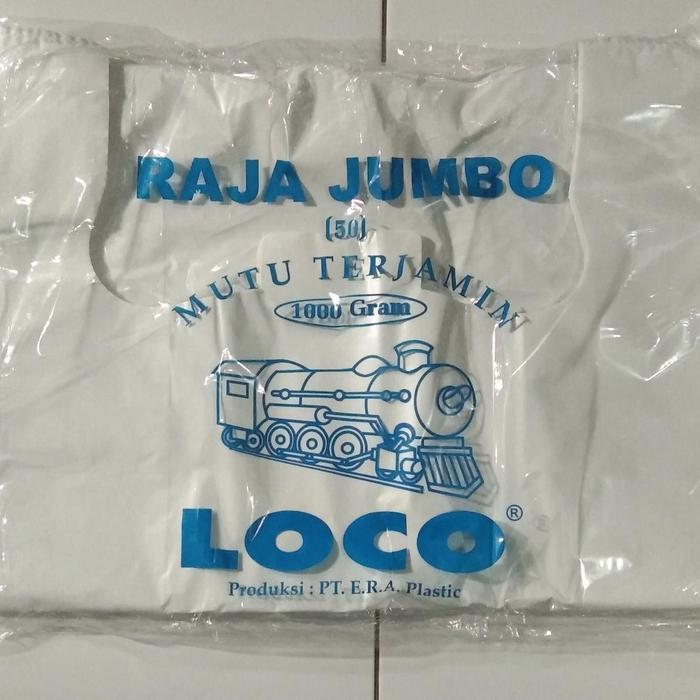 RAJA JUMBO
(50)
MUTU TERJAMIN
1000 Gram
LOCO®
Produksi : PT. E.R.A. Plastic